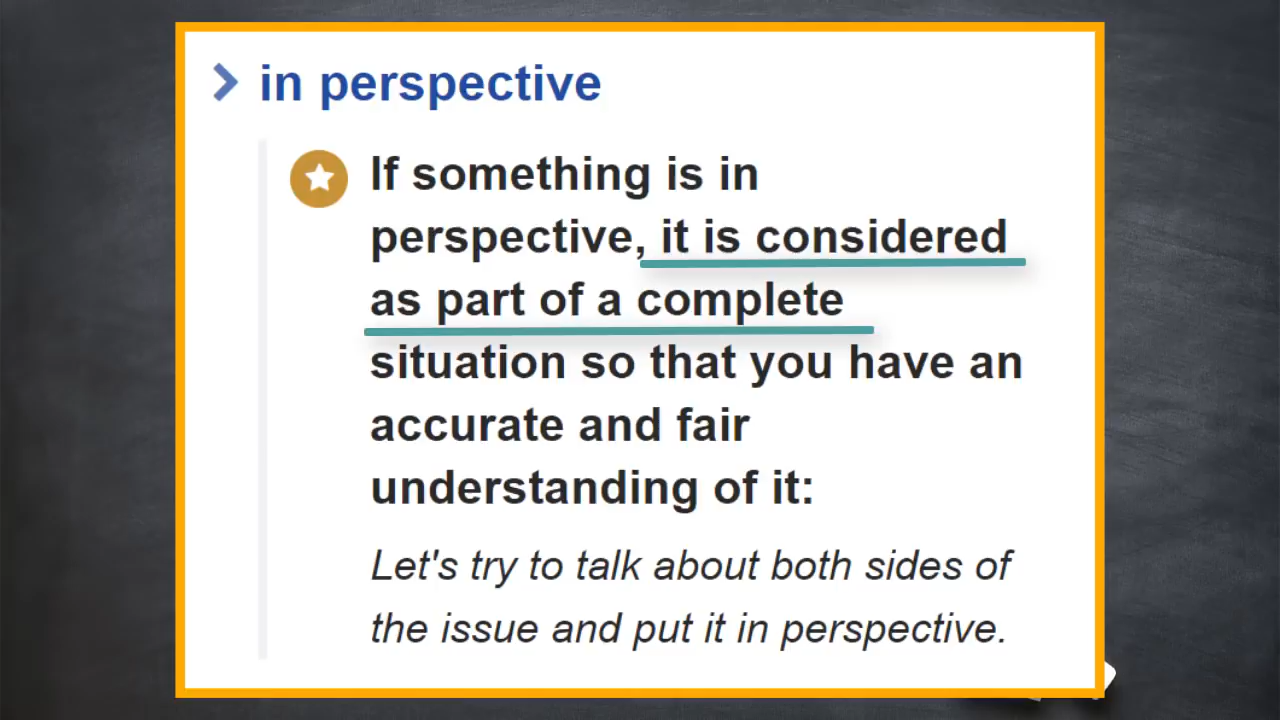 in perspective
If something is in
perspective, it is considered
as part of a complete
situation so that you have an
accurate and fair
understanding of it:
Let's try to talk about both sides of
the issue and put it in perspective.